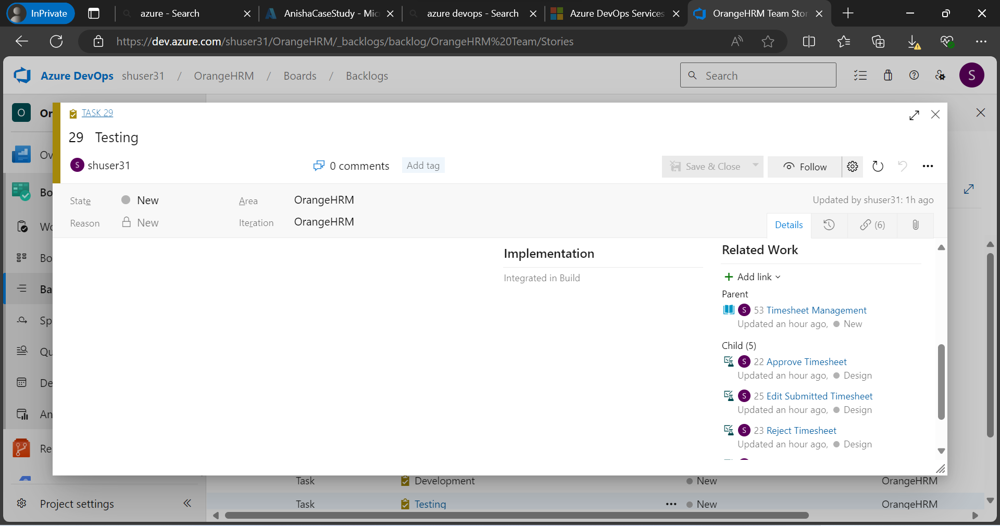 InPrivate
azure - Search
AnishaCaseStudy - Mic
azure devops - Search
Azure DevOps Services
OrangeHRM Team Stor
https://dev.azure.com/shuser31/OrangeHRM/_backlogs/backlog/OrangeHRM%20Team/Stories
Azure DevOps shuser31 / OrangeHRM / Boards / Backlogs
Search
S
O Or
TASK 29
29 Testing
S shuser31
0 comments
Add tag
Save & Close
Follow
State New
Area OrangeHRM
Updated by shuser31: 1h ago
Reason New
Iteration OrangeHRM
Details
(6)
Ov
Bo
Wo
Bo
Ba
Sp
Qu
De
An
Re
Project settings
Implementation
Integrated in Build
Related Work
Add link
Parent
S 53 Timesheet Management
Updated an hour ago, New
Child (5)
S 22 Approve Timesheet
Updated an hour ago, Design
S 25 Edit Submitted Timesheet
Updated an hour ago, Design
S 23 Reject Timesheet
Updated an hour ago, Design
Task Development New OrangeHRM
Task Testing New OrangeHRM